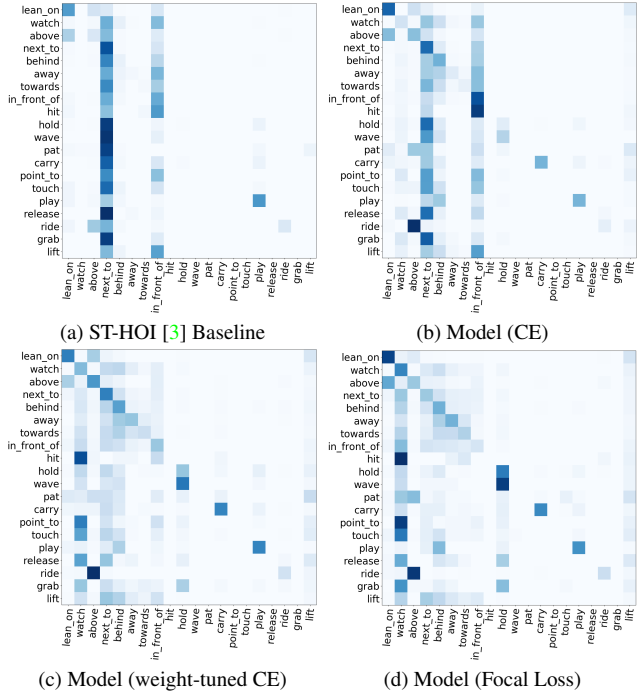 lean_on
watch
above
next_to
behind
away
towards
in_front_of
hit
hold
wave
pat
carry
point_to
touch
play
release
ride
grab
lift
lean_on
watch
above
next_to
behind
away
towards
in_front_of
hit
hold
wave
pat
carry
point_to
touch
play
release
ride
grab
lift
(a) ST-HOI [3] Baseline
lean_on
watch
above
next_to
behind
away
towards
in_front_of
hit
hold
wave
pat
carry
point_to
touch
play
release
ride
grab
lift
lean_on
watch
above
next_to
behind
away
towards
in_front_of
hit
hold
wave
pat
carry
point_to
touch
play
release
ride
grab
lift
(b) Model (CE)
lean_on
watch
above
next_to
behind
away
towards
in_front_of
hit
hold
wave
pat
carry
point_to
touch
play
release
ride
grab
lift
lean_on
watch
above
next_to
behind
away
towards
in_front_of
hit
hold
wave
pat
carry
point_to
touch
play
release
ride
grab
lift
(c) Model (weight-tuned CE)
lean_on
watch
above
next_to
behind
away
towards
in_front_of
hit
hold
wave
pat
carry
point_to
touch
play
release
ride
grab
lift
lean_on
watch
above
next_to
behind
away
towards
in_front_of
hit
hold
wave
pat
carry
point_to
touch
play
release
ride
grab
lift
(d) Model (Focal Loss)